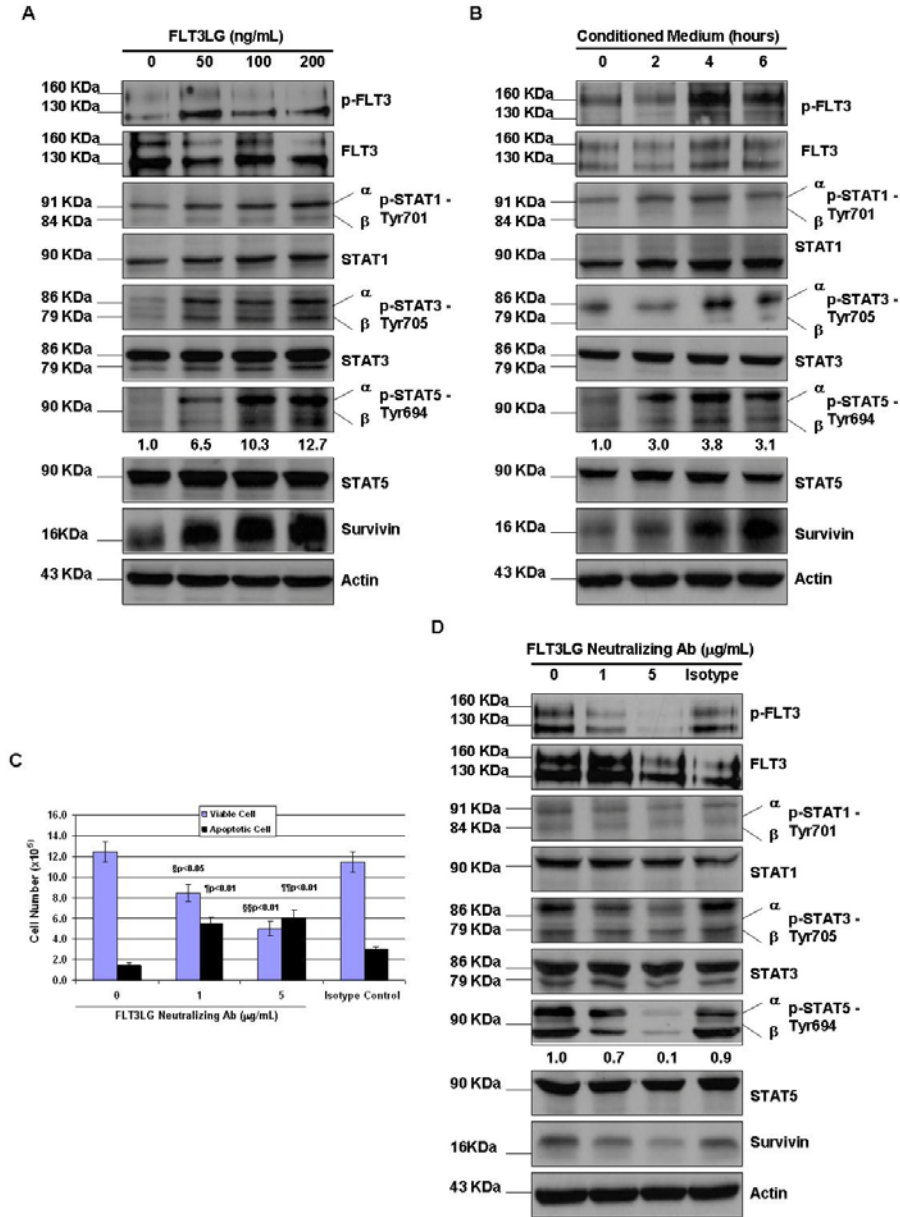 A
FLT3LG (ng/mL)
0 50 100 200
160 KDa
130 KDa
p-FLT3
160 KDa
130 KDa
FLT3
91 KDa
84 KDa
α
β
p-STAT1 -
Tyr701
90 KDa
STAT1
86 KDa
79 KDa
α
β
p-STAT3 -
Tyr705
86 KDa
79 KDa
STAT3
90 KDa
α
β
p-STAT5 -
Tyr694
1.0 6.5 10.3 12.7
90 KDa
STAT5
16KDa
Survivin
43 KDa
Actin
B
Conditioned Medium (hours)
0 2 4 6
160 KDa
130 KDa
p-FLT3
160 KDa
130 KDa
FLT3
91 KDa
84 KDa
α
β
p-STAT1 -
Tyr701
90 KDa
STAT1
86 KDa
79 KDa
α
β
p-STAT3 -
Tyr705
86 KDa
79 KDa
STAT3
90 KDa
α
β
p-STAT5 -
Tyr694
1.0 3.0 3.8 3.1
90 KDa
STAT5
16 KDa
Survivin
43 KDa
Actin
C
Viable Cell
Apoptotic Cell
Cell Number (x10⁵)
16.0
14.0
12.0
10.0
8.0
6.0
4.0
2.0
0.0
§p<0.05
¶p<0.01
§§p<0.01
¶¶p<0.01
0 1 5 Isotype Control
FLT3LG Neutralizing Ab (µg/mL)
D
FLT3LG Neutralizing Ab (µg/mL)
0 1 5 Isotype
160 KDa
130 KDa
p-FLT3
160 KDa
130 KDa
FLT3
91 KDa
84 KDa
α
β
p-STAT1 -
Tyr701
90 KDa
STAT1
86 KDa
79 KDa
α
β
p-STAT3 -
Tyr705
86 KDa
79 KDa
STAT3
90 KDa
α
β
p-STAT5 -
Tyr694
1.0 0.7 0.1 0.9
90 KDa
STAT5
16KDa
Survivin
43 KDa
Actin